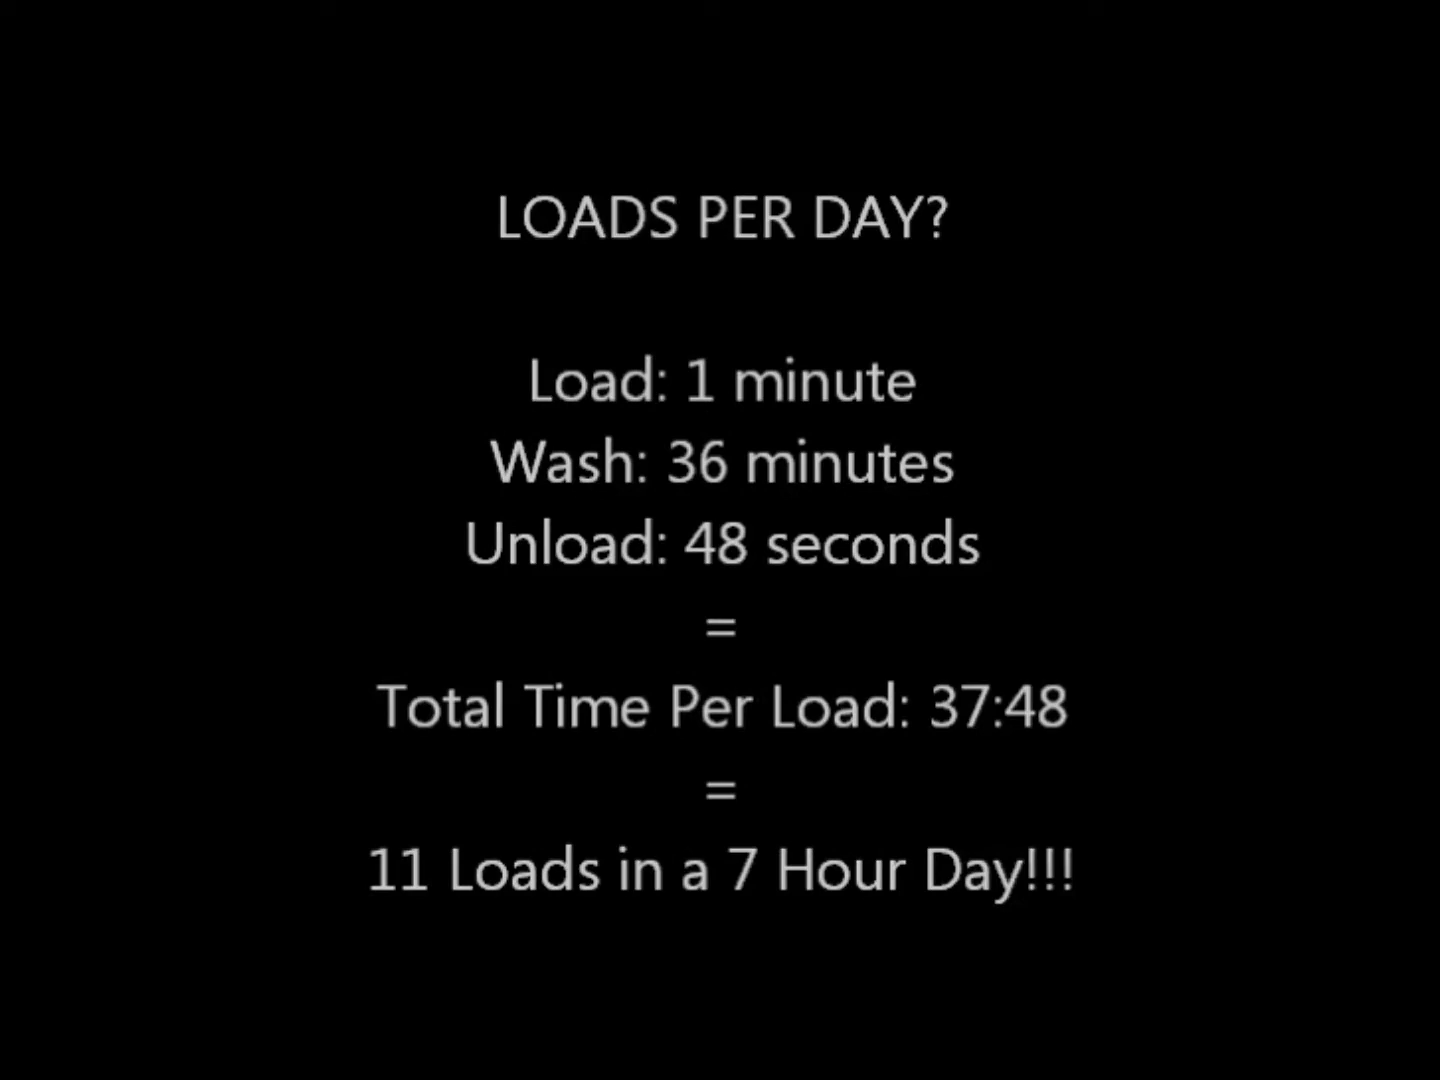 LOADS PER DAY?
Load: 1 minute
Wash: 36 minutes
Unload: 48 seconds
=
Total Time Per Load: 37:48
=
11 Loads in a 7 Hour Day!!!